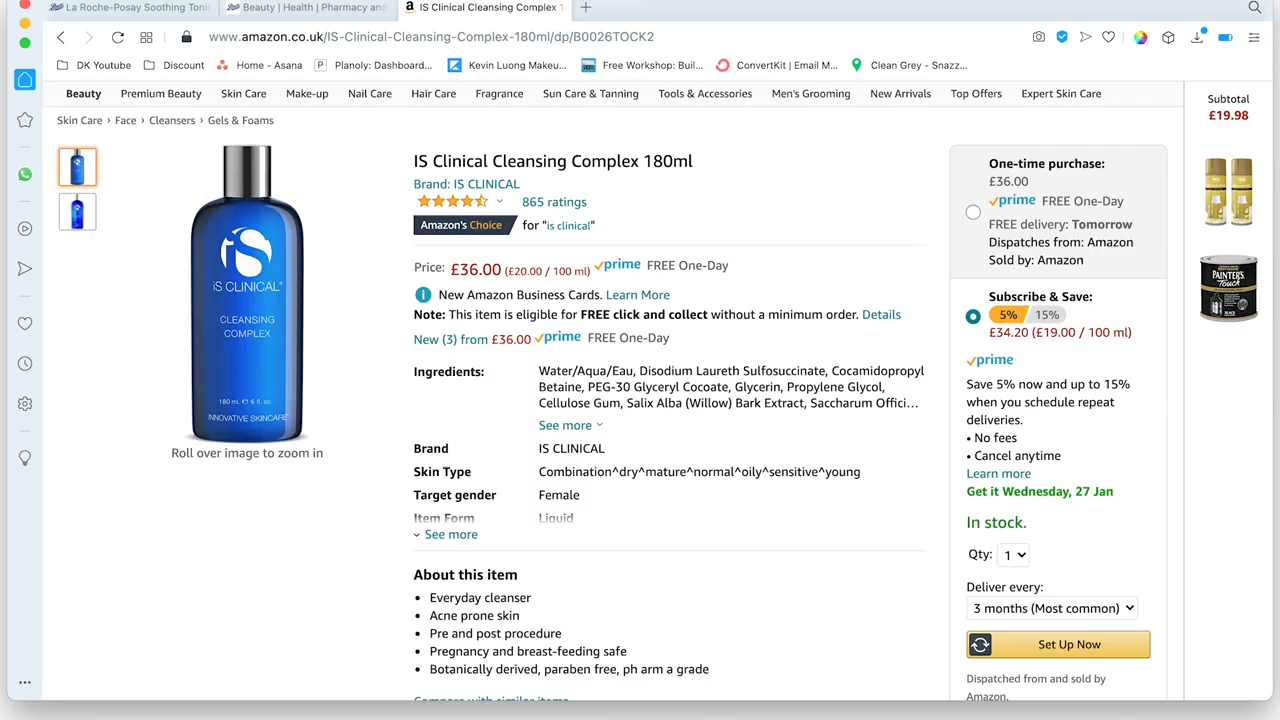 La Roche-Posay Soothing Tonin
Beauty | Health | Pharmacy and
IS Clinical Cleansing Complex 1
www.amazon.co.uk/IS-Clinical-Cleansing-Complex-180ml/dp/B0026TOCK2
DK Youtube
Discount
Home - Asana
Planoly: Dashboard...
Kevin Luong Makeu...
Free Workshop: Buil...
ConvertKit | Email M...
Clean Grey - Snazz...
Beauty Premium Beauty Skin Care Make-up Nail Care Hair Care Fragrance Sun Care & Tanning Tools & Accessories Men's Grooming New Arrivals Top Offers Expert Skin Care
Skin Care › Face › Cleansers › Gels & Foams
iS CLINICAL®
CLEANSING
COMPLEX
180 mL ℮ 6 fl. oz.
INNOVATIVE SKINCARE®
Roll over image to zoom in
IS Clinical Cleansing Complex 180ml
Brand: IS CLINICAL
865 ratings
Amazon's Choice for "is clinical"
Price: £36.00 (£20.00 / 100 ml) prime FREE One-Day
New Amazon Business Cards. Learn More
Note: This item is eligible for FREE click and collect without a minimum order. Details
New (3) from £36.00 prime FREE One-Day
Ingredients: Water/Aqua/Eau, Disodium Laureth Sulfosuccinate, Cocamidopropyl
Betaine, PEG-30 Glyceryl Cocoate, Glycerin, Propylene Glycol,
Cellulose Gum, Salix Alba (Willow) Bark Extract, Saccharum Offici...
See more
Brand IS CLINICAL
Skin Type Combination^dry^mature^normal^oily^sensitive^young
Target gender Female
Item Form Liquid
See more
About this item
• Everyday cleanser
• Acne prone skin
• Pre and post procedure
• Pregnancy and breast-feeding safe
• Botanically derived, paraben free, ph arm a grade
Compare with similar items
One-time purchase:
£36.00
prime FREE One-Day
FREE delivery: Tomorrow
Dispatches from: Amazon
Sold by: Amazon
Subscribe & Save:
5% 15%
£34.20 (£19.00 / 100 ml)
prime
Save 5% now and up to 15%
when you schedule repeat
deliveries.
• No fees
• Cancel anytime
Learn more
Get it Wednesday, 27 Jan
In stock.
Qty: 1
Deliver every:
3 months (Most common)
Set Up Now
Dispatched from and sold by
Amazon.
Subtotal
£19.98
PAINTER'S
Touch